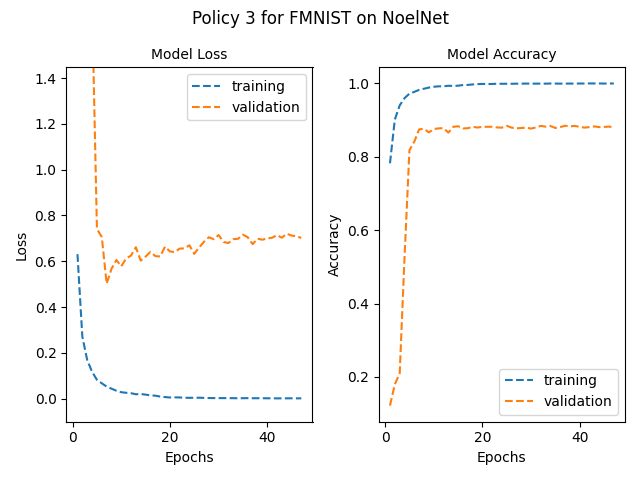 Policy 3 for FMNIST on NoelNet
Model Loss
1.4
1.2
1.0
0.8
0.6
0.4
0.2
0.0
Loss
0
20
40
Epochs
training
validation
Model Accuracy
1.0
0.8
0.6
0.4
0.2
Accuracy
0
20
40
Epochs
training
validation